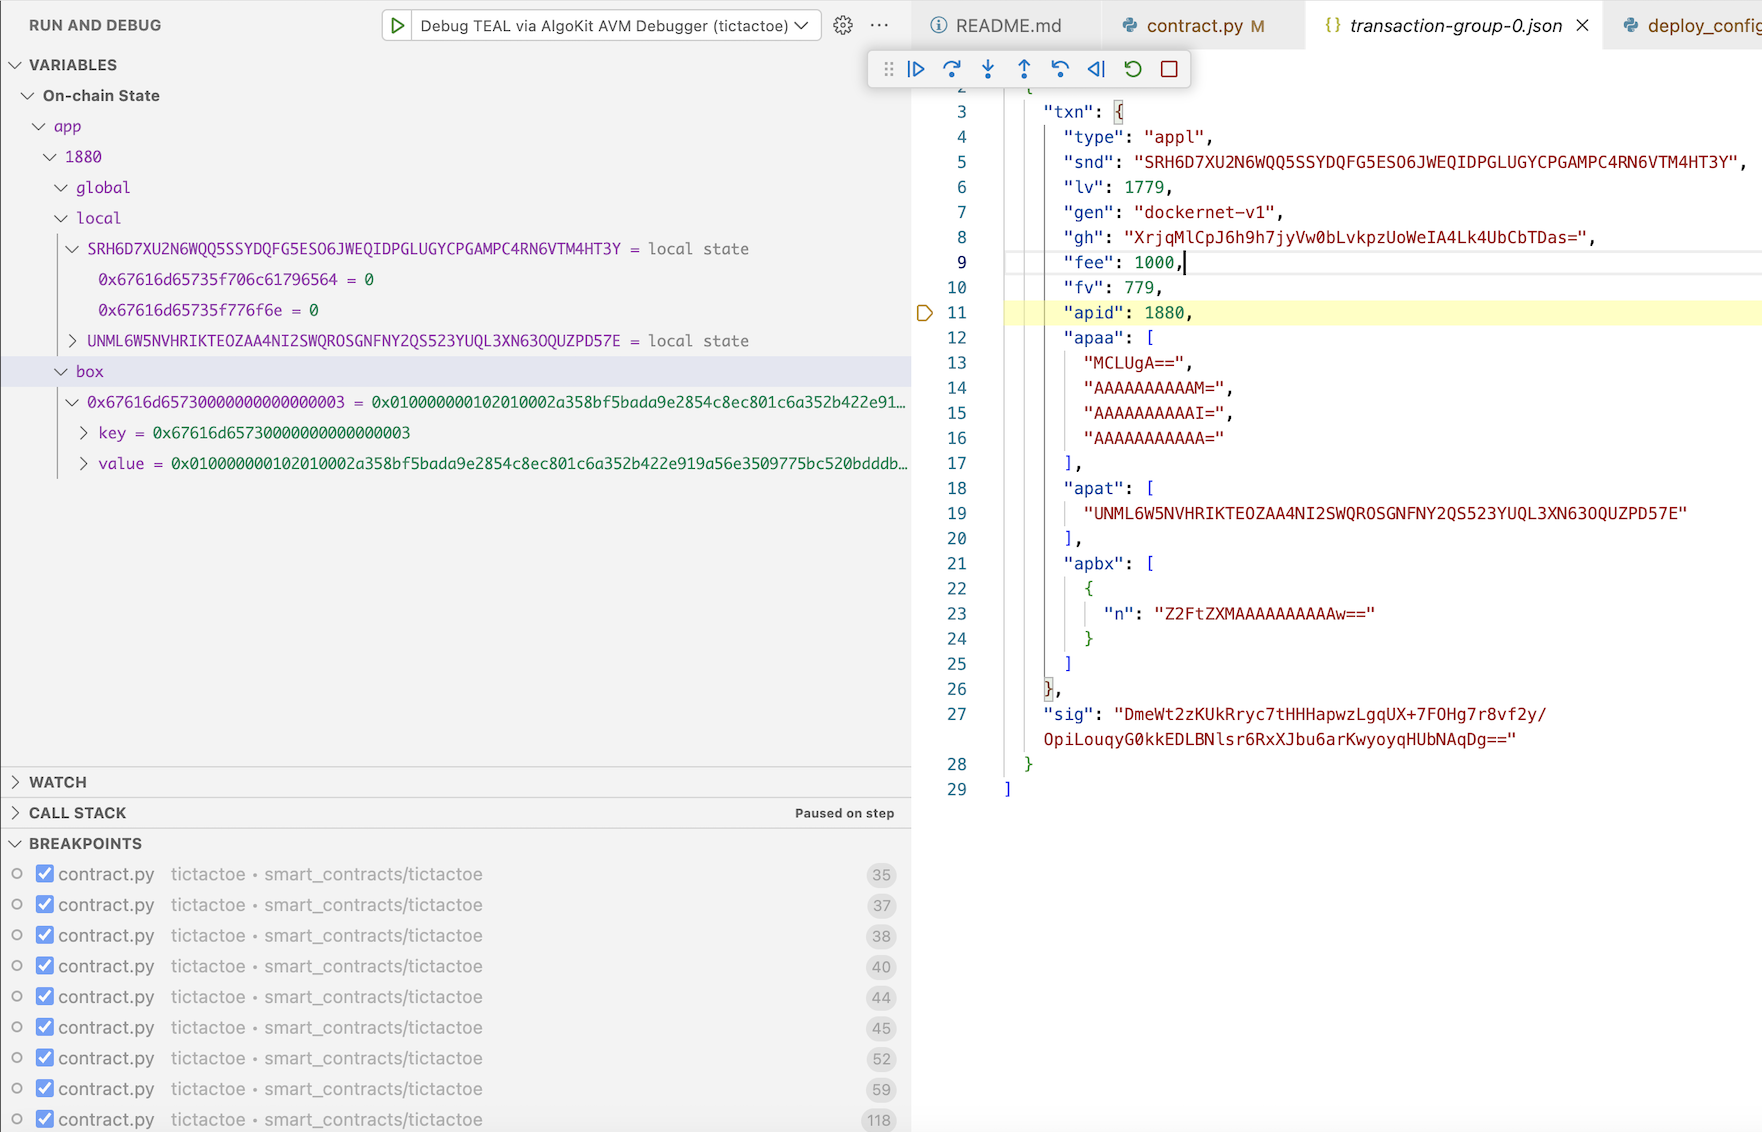 RUN AND DEBUG
Debug TEAL via AlgoKit AVM Debugger (tictactoe)
VARIABLES
On-chain State
app
1880
global
local
SRH6D7XU2N6WQQ5SSYDQFG5ESO6JWEQIDPGLUGYCPGAMPC4RN6VTM4HT3Y = local state
0x67616d65735f706c61796564 = 0
0x67616d65735f776f6e = 0
UNML6W5NVHRIKTEOZAA4NI2SWQROSGNFNY2QS523YUQL3XN63OQUZPD57E = local state
box
0x67616d65730000000000000003 = 0x010000000102010002a358bf5bada9e2854c8ec801c6a352b422e91…
key = 0x67616d65730000000000000003
value = 0x010000000102010002a358bf5bada9e2854c8ec801c6a352b422e919a56e3509775bc520bdddb…
WATCH
CALL STACK
Paused on step
BREAKPOINTS
contract.py tictactoe • smart_contracts/tictactoe 35
contract.py tictactoe • smart_contracts/tictactoe 37
contract.py tictactoe • smart_contracts/tictactoe 38
contract.py tictactoe • smart_contracts/tictactoe 40
contract.py tictactoe • smart_contracts/tictactoe 44
contract.py tictactoe • smart_contracts/tictactoe 45
contract.py tictactoe • smart_contracts/tictactoe 52
contract.py tictactoe • smart_contracts/tictactoe 59
contract.py tictactoe • smart_contracts/tictactoe 118
README.md
contract.py M
{} transaction-group-0.json
deploy_config
2 {
3 "txn": {
4 "type": "appl",
5 "snd": "SRH6D7XU2N6WQQ5SSYDQFG5ESO6JWEQIDPGLUGYCPGAMPC4RN6VTM4HT3Y",
6 "lv": 1779,
7 "gen": "dockernet-v1",
8 "gh": "XrjqMlCpJ6h9h7jyVw0bLvkpzUoWeIA4Lk4UbCbTDas=",
9 "fee": 1000,
10 "fv": 779,
11 "apid": 1880,
12 "apaa": [
13 "MCLUgA==",
14 "AAAAAAAAAAM=",
15 "AAAAAAAAAAI=",
16 "AAAAAAAAAAA="
17 ],
18 "apat": [
19 "UNML6W5NVHRIKTEOZAA4NI2SWQROSGNFNY2QS523YUQL3XN63OQUZPD57E"
20 ],
21 "apbx": [
22 {
23 "n": "Z2FtZXMAAAAAAAAAAw=="
24 }
25 ]
26 },
27 "sig": "DmeWt2zKUkRryc7tHHHapwzLgqUX+7FOHg7r8vf2y/
OpiLouqyG0kkEDLBNlsr6RxXJbu6arKwyoyqHUbNAqDg=="
28 }
29 ]